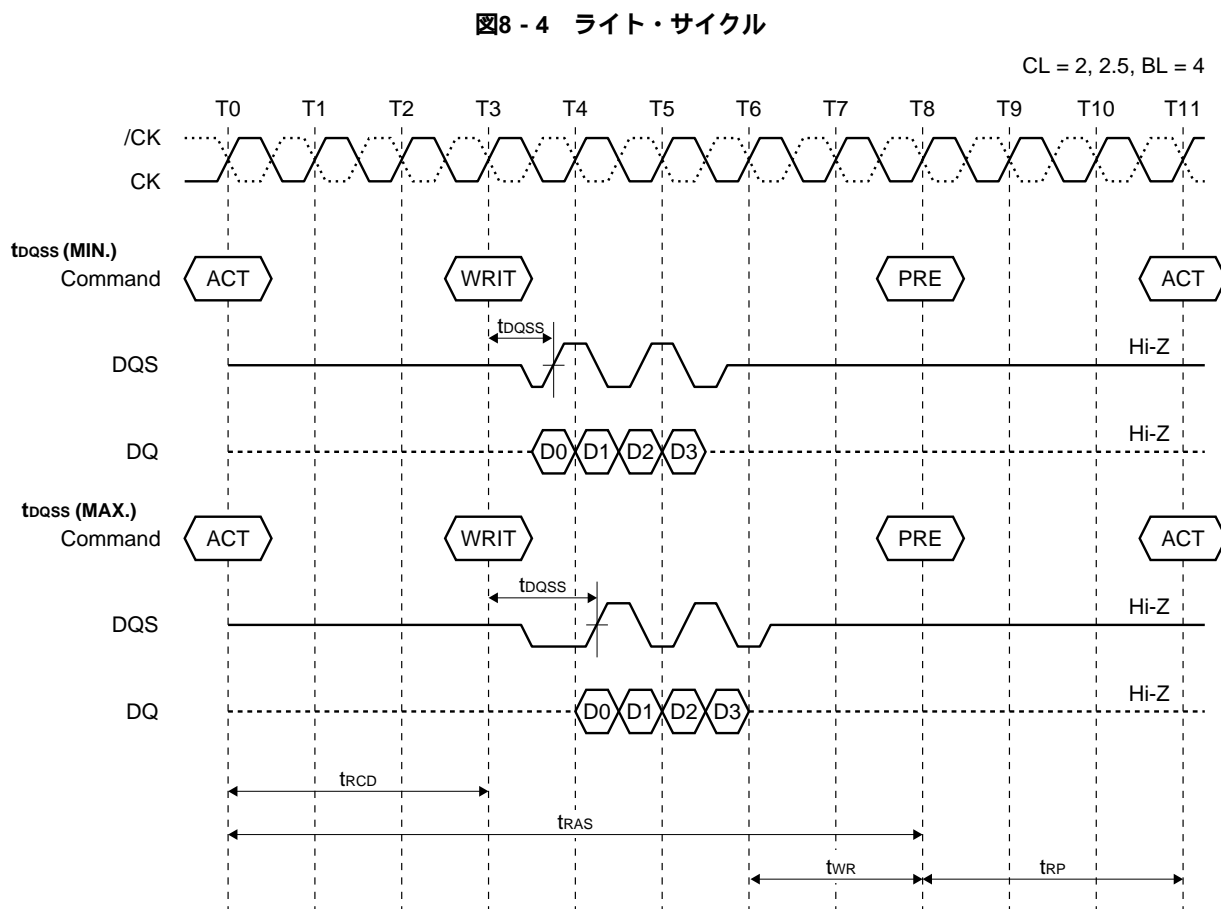 図8 - 4　ライト・サイクル
CL = 2, 2.5, BL = 4
T0 T1 T2 T3 T4 T5 T6 T7 T8 T9 T10 T11
/CK
CK
tDQSS (MIN.)
Command ACT WRIT PRE ACT
tDQSS
DQS Hi-Z
DQ D0 D1 D2 D3 Hi-Z
tDQSS (MAX.)
Command ACT WRIT PRE ACT
tDQSS
DQS Hi-Z
DQ D0 D1 D2 D3 Hi-Z
tRCD
tRAS
tWR tRP